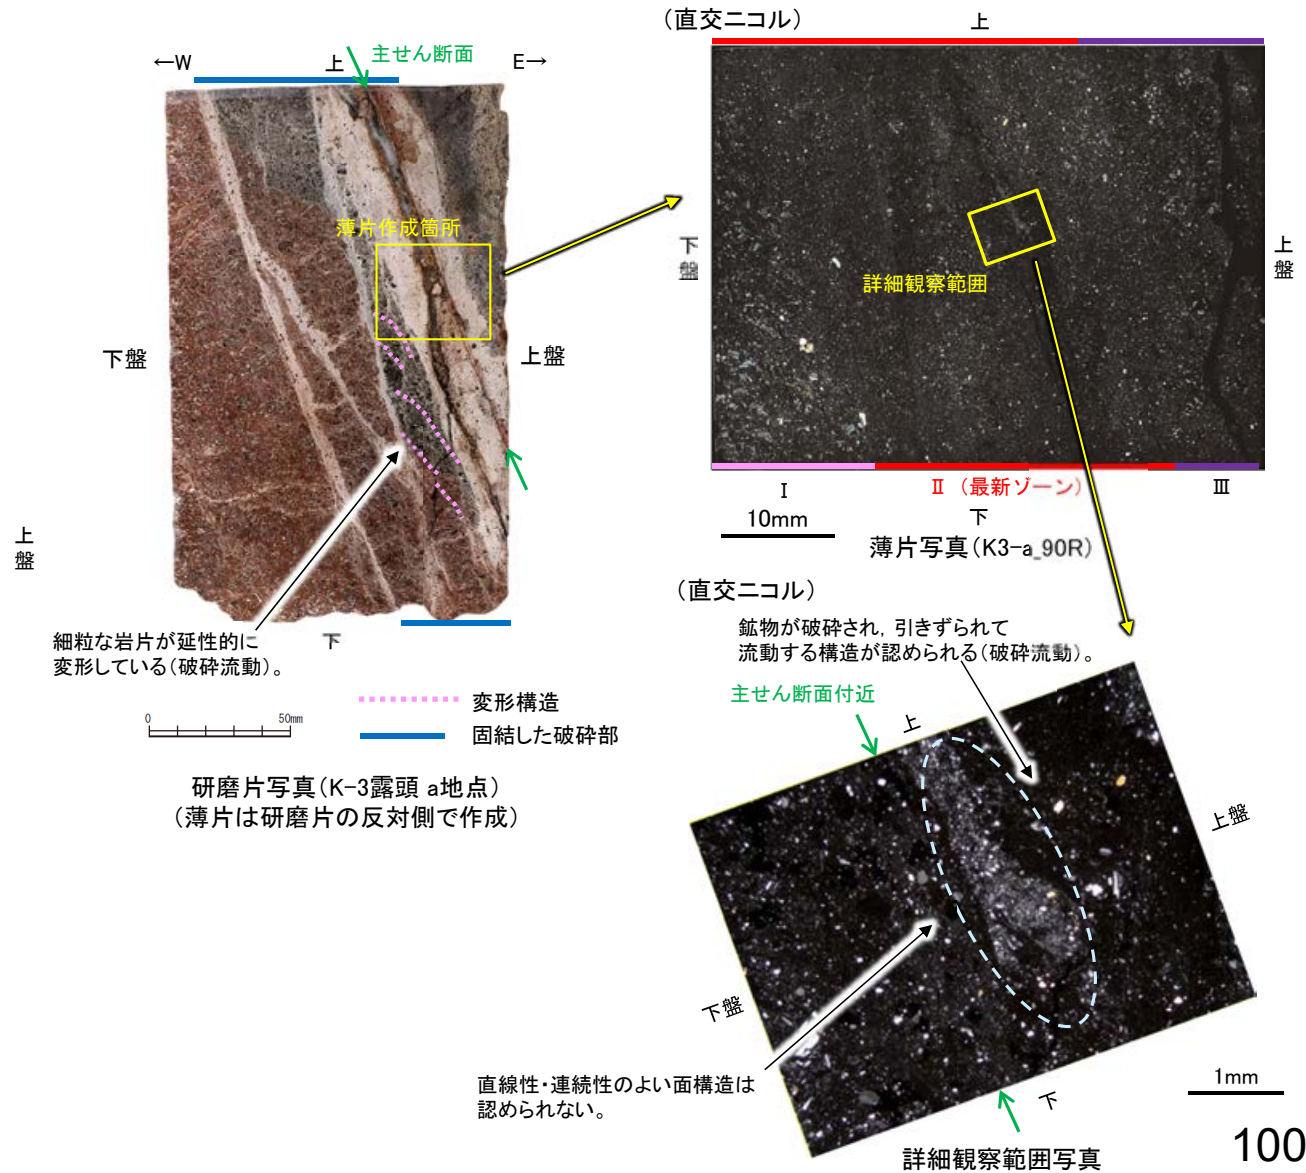 (直交ニコル)
上
←W
上
主せん断面
E→
薄片作成箇所
下盤
上盤
下盤
上盤
詳細観察範囲
Ⅰ
Ⅱ (最新ゾーン)
Ⅲ
10mm
下
薄片写真(K3-a_90R)
上盤
細粒な岩片が延性的に
変形している(破砕流動)。
下
0
50mm
変形構造
固結した破砕部
研磨片写真(K-3露頭 a地点)
(薄片は研磨片の反対側で作成)
(直交ニコル)
鉱物が破砕され, 引きずられて
流動する構造が認められる(破砕流動)。
主せん断面付近
上
上盤
下盤
直線性・連続性のよい面構造は
認められない。
下
1mm
詳細観察範囲写真
100